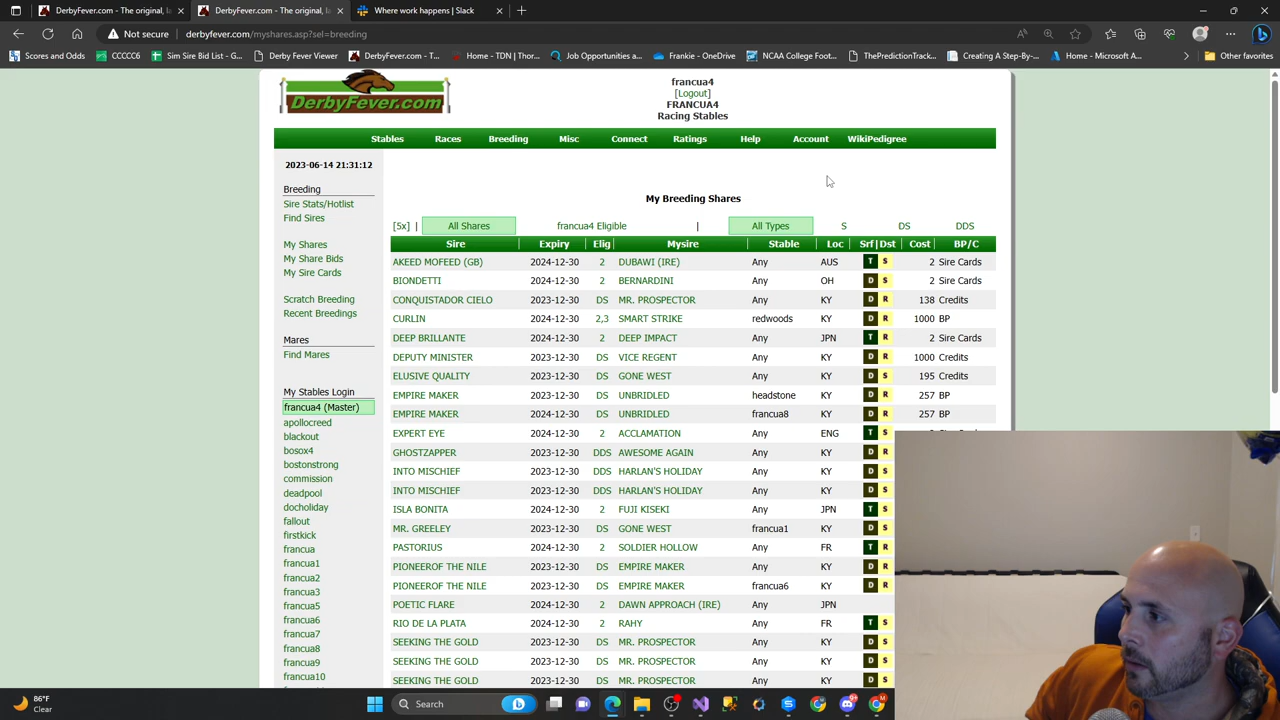 DerbyFever.com - The original, la
DerbyFever.com - The original, la
Where work happens | Slack
Not secure
derbyfever.com/myshares.asp?sel=breeding
Scores and Odds
CCCCC6
Sim Sire Bid List - G...
Derby Fever Viewer
DerbyFever.com - T...
Home - TDN | Thor...
Job Opportunities a...
Frankie - OneDrive
NCAA College Foot...
ThePredictionTrack...
Creating A Step-By-...
Home - Microsoft A...
Other favorites
DerbyFever.com
francua4
[Logout]
FRANCUA4
Racing Stables
Stables Races Breeding Misc Connect Ratings Help Account WikiPedigree
2023-06-14 21:31:12
Breeding
Sire Stats/Hotlist
Find Sires
My Shares
My Share Bids
My Sire Cards
Scratch Breeding
Recent Breedings
Mares
Find Mares
My Stables Login
francua4 (Master)
apollocreed
blackout
bosox4
bostonstrong
commission
deadpool
docholiday
fallout
firstkick
francua
francua1
francua2
francua3
francua5
francua6
francua7
francua8
francua9
francua10
My Breeding Shares
[5x] All Shares francua4 Eligible | All Types S DS DDS
Sire Expiry Elig Mysire Stable Loc Srf|Dst Cost BP/C
AKEED MOFEED (GB) 2024-12-30 2 DUBAWI (IRE) Any AUS T S 2 Sire Cards
BIONDETTI 2024-12-30 2 BERNARDINI Any OH D S 2 Sire Cards
CONQUISTADOR CIELO 2023-12-30 DS MR. PROSPECTOR Any KY D R 138 Credits
CURLIN 2024-12-30 2,3 SMART STRIKE redwoods KY D R 1000 BP
DEEP BRILLANTE 2024-12-30 2 DEEP IMPACT Any JPN T R 2 Sire Cards
DEPUTY MINISTER 2023-12-30 DS VICE REGENT Any KY D R 1000 Credits
ELUSIVE QUALITY 2024-12-30 DS GONE WEST Any KY D S 195 Credits
EMPIRE MAKER 2023-12-30 DS UNBRIDLED headstone KY D R 257 BP
EMPIRE MAKER 2024-12-30 DS UNBRIDLED francua8 KY D R 257 BP
EXPERT EYE 2024-12-30 2 ACCLAMATION Any ENG T S
GHOSTZAPPER 2023-12-30 DDS AWESOME AGAIN Any KY D R
INTO MISCHIEF 2023-12-30 DDS HARLAN'S HOLIDAY Any KY D S
INTO MISCHIEF 2023-12-30 DDS HARLAN'S HOLIDAY Any KY D S
ISLA BONITA 2024-12-30 2 FUJI KISEKI Any JPN T S
MR. GREELEY 2023-12-30 DS GONE WEST francua1 KY D S
PASTORIUS 2024-12-30 2 SOLDIER HOLLOW Any FR T R
PIONEEROF THE NILE 2023-12-30 DS EMPIRE MAKER Any KY D R
PIONEEROF THE NILE 2023-12-30 DS EMPIRE MAKER francua6 KY D R
POETIC FLARE 2024-12-30 2 DAWN APPROACH (IRE) Any JPN
RIO DE LA PLATA 2024-12-30 2 RAHY Any FR T S
SEEKING THE GOLD 2023-12-30 DS MR. PROSPECTOR Any KY D S
SEEKING THE GOLD 2023-12-30 DS MR. PROSPECTOR Any KY D S
SEEKING THE GOLD 2023-12-30 DS MR. PROSPECTOR Any KY D S
86°F
Clear
Search